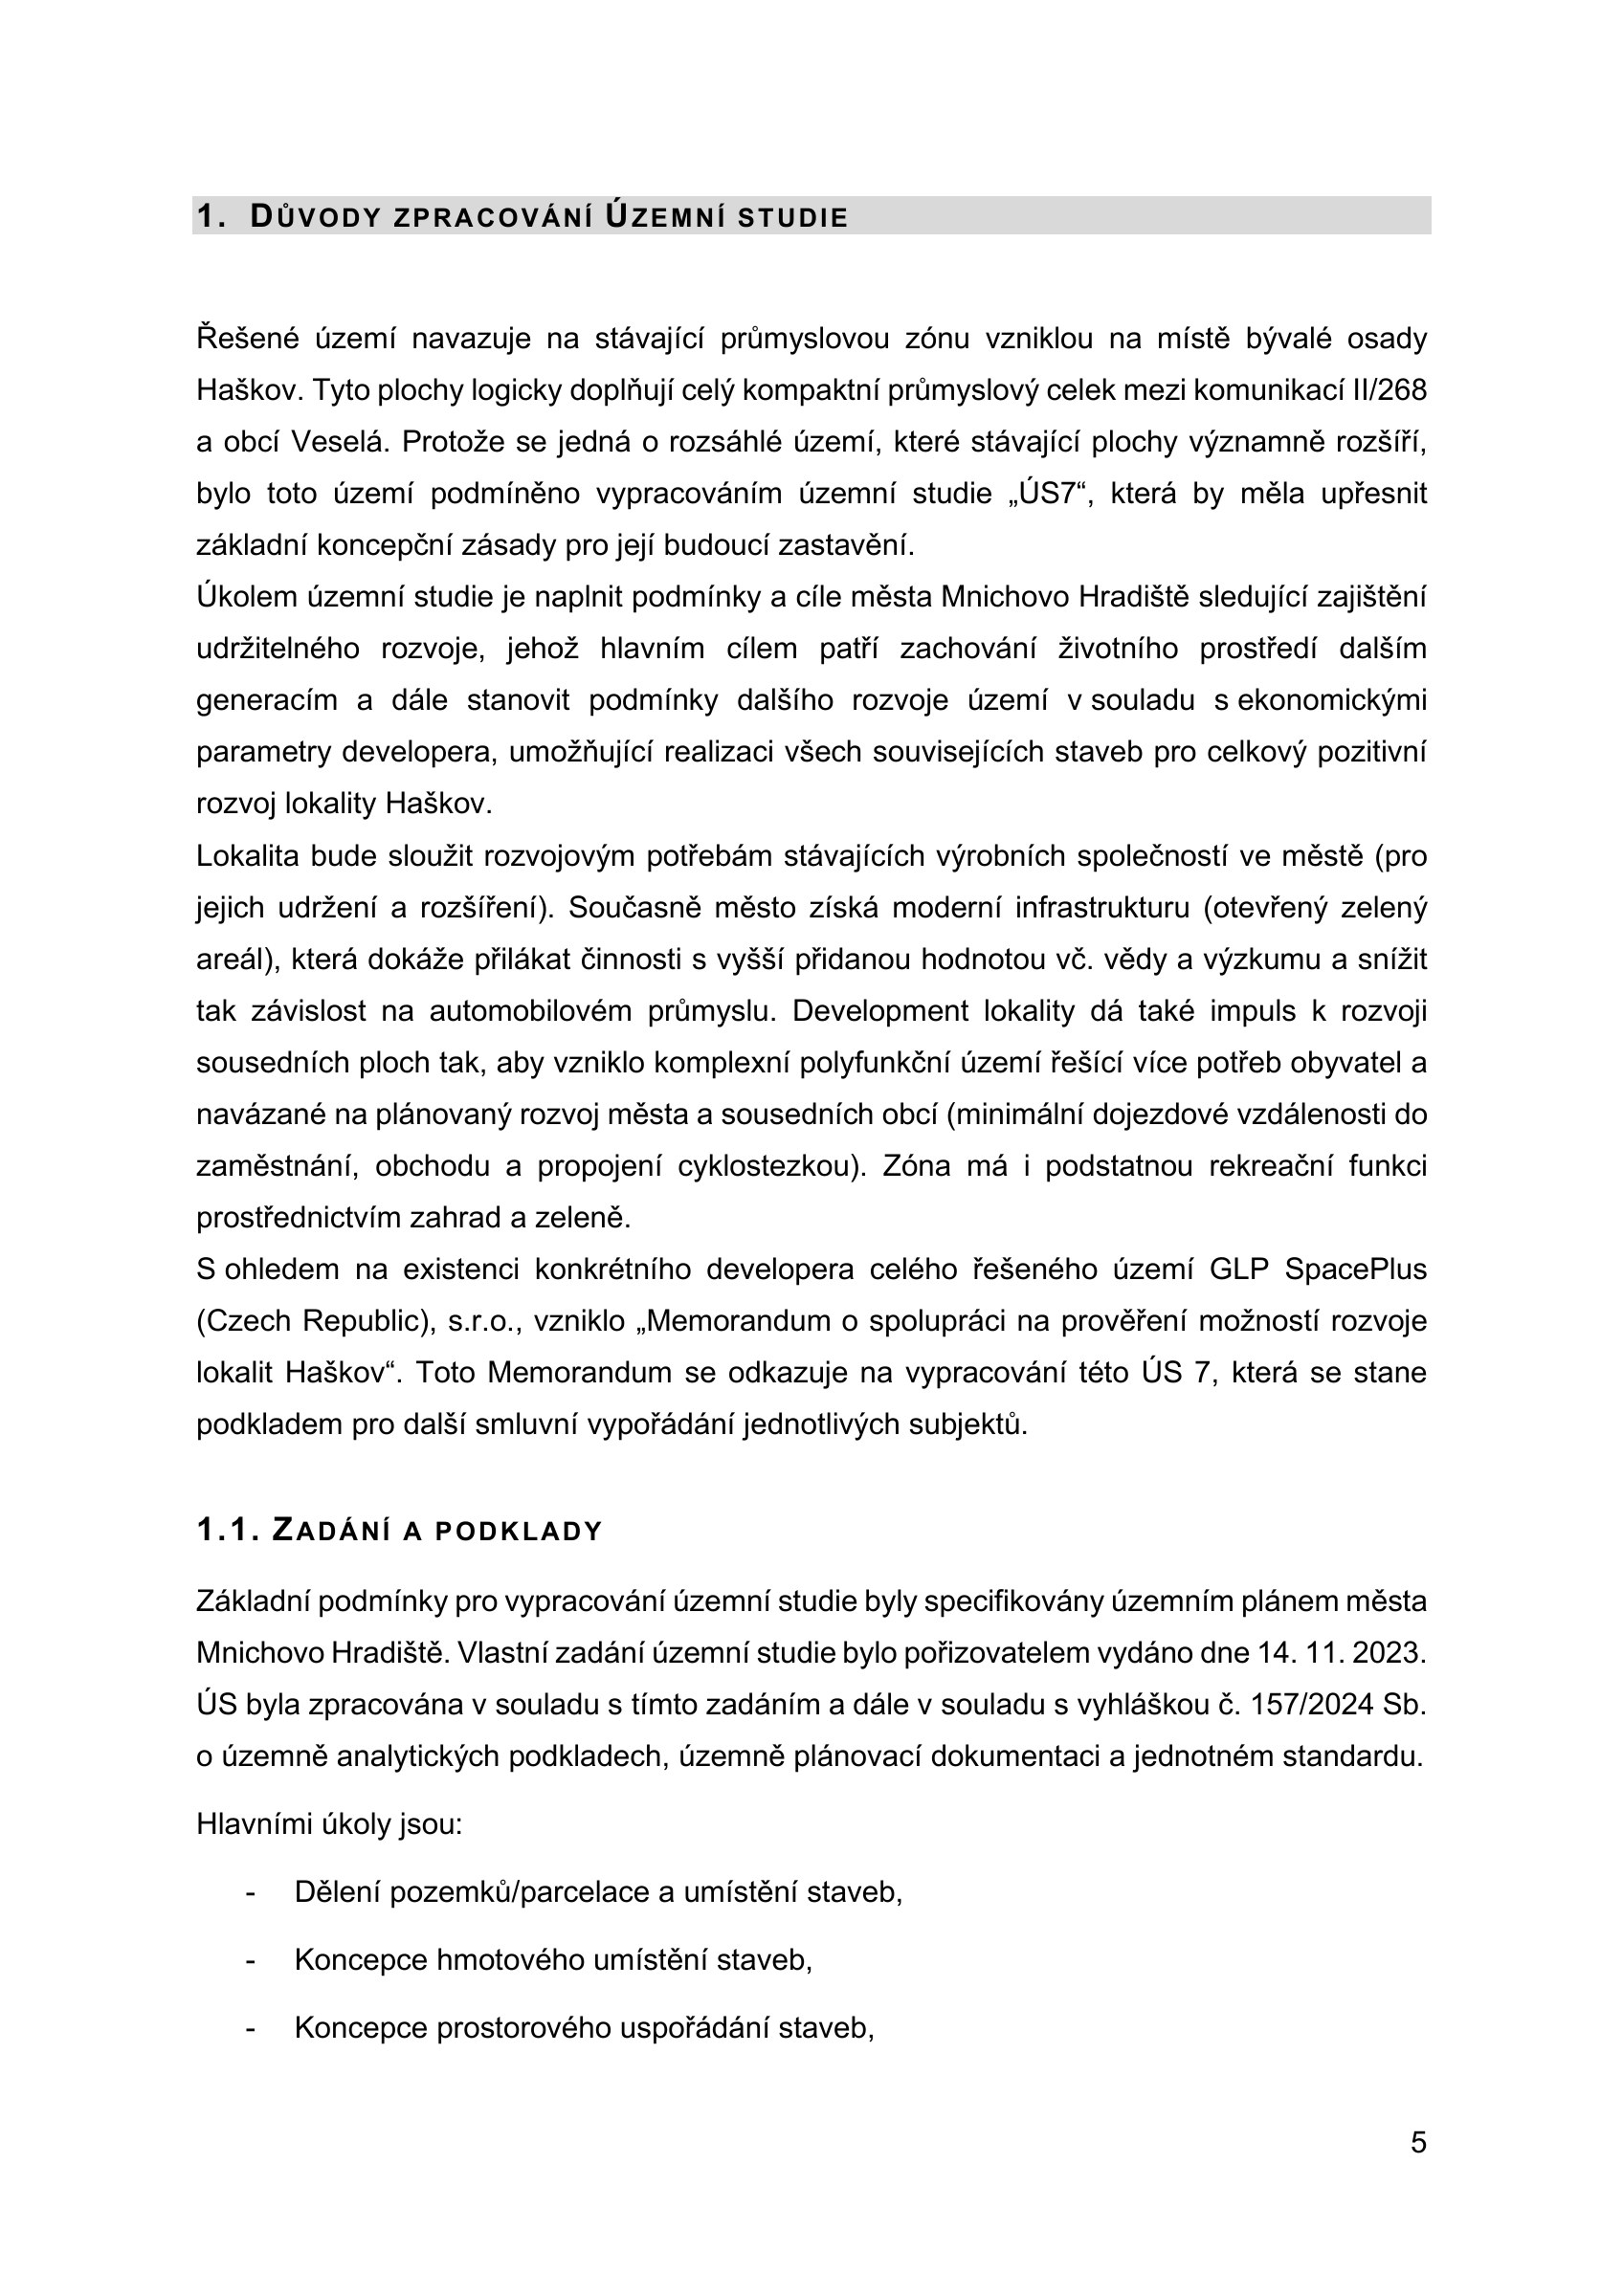 1. Důvody zpracování Územní studie
Řešené území navazuje na stávající průmyslovou zónu vzniklou na místě bývalé osady
Haškov. Tyto plochy logicky doplňují celý kompaktní průmyslový celek mezi komunikací II/268
a obcí Veselá. Protože se jedná o rozsáhlé území, které stávající plochy významně rozšíří,
bylo toto území podmíněno vypracováním územní studie „ÚS7“, která by měla upřesnit
základní koncepční zásady pro její budoucí zastavění.
Úkolem územní studie je naplnit podmínky a cíle města Mnichovo Hradiště sledující zajištění
udržitelného rozvoje, jehož hlavním cílem patří zachování životního prostředí dalším
generacím a dále stanovit podmínky dalšího rozvoje území v souladu s ekonomickými
parametry developera, umožňující realizaci všech souvisejících staveb pro celkový pozitivní
rozvoj lokality Haškov.
Lokalita bude sloužit rozvojovým potřebám stávajících výrobních společností ve městě (pro
jejich udržení a rozšíření). Současně město získá moderní infrastrukturu (otevřený zelený
areál), která dokáže přilákat činnosti s vyšší přidanou hodnotou vč. vědy a výzkumu a snížit
tak závislost na automobilovém průmyslu. Development lokality dá také impuls k rozvoji
sousedních ploch tak, aby vzniklo komplexní polyfunkční území řešící více potřeb obyvatel a
navázané na plánovaný rozvoj města a sousedních obcí (minimální dojezdové vzdálenosti do
zaměstnání, obchodu a propojení cyklostezkou). Zóna má i podstatnou rekreační funkci
prostřednictvím zahrad a zeleně.
S ohledem na existenci konkrétního developera celého řešeného území GLP SpacePlus
(Czech Republic), s.r.o., vzniklo „Memorandum o spolupráci na prověření možností rozvoje
lokalit Haškov“. Toto Memorandum se odkazuje na vypracování této ÚS 7, která se stane
podkladem pro další smluvní vypořádání jednotlivých subjektů.
1.1. Zadání a podklady
Základní podmínky pro vypracování územní studie byly specifikovány územním plánem města
Mnichovo Hradiště. Vlastní zadání územní studie bylo pořizovatelem vydáno dne 14. 11. 2023.
ÚS byla zpracována v souladu s tímto zadáním a dále v souladu s vyhláškou č. 157/2024 Sb.
o územně analytických podkladech, územně plánovací dokumentaci a jednotném standardu.
Hlavními úkoly jsou:
- Dělení pozemků/parcelace a umístění staveb,
- Koncepce hmotového umístění staveb,
- Koncepce prostorového uspořádání staveb,
5